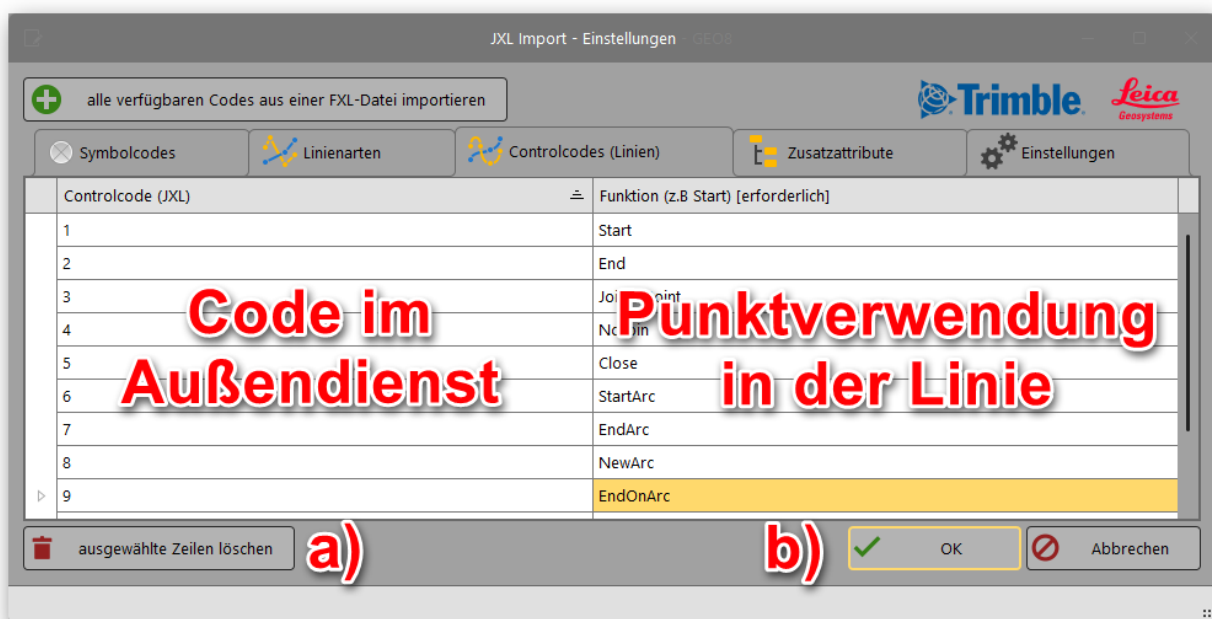 JXL Import - Einstellungen - GEO8
alle verfügbaren Codes aus einer FXL-Datei importieren
Trimble.
Leica
Geosystems
Symbolcodes
Linienarten
Controlcodes (Linien)
Zusatzattribute
Einstellungen
Controlcode (JXL)
Funktion (z.B Start) [erforderlich]
1
Start
2
End
3
4
5
Close
6
StartArc
7
EndArc
8
NewArc
9
EndOnArc
Code im
Außendienst
Punktverwendung
in der Linie
ausgewählte Zeilen löschen
a)
b)
OK
Abbrechen